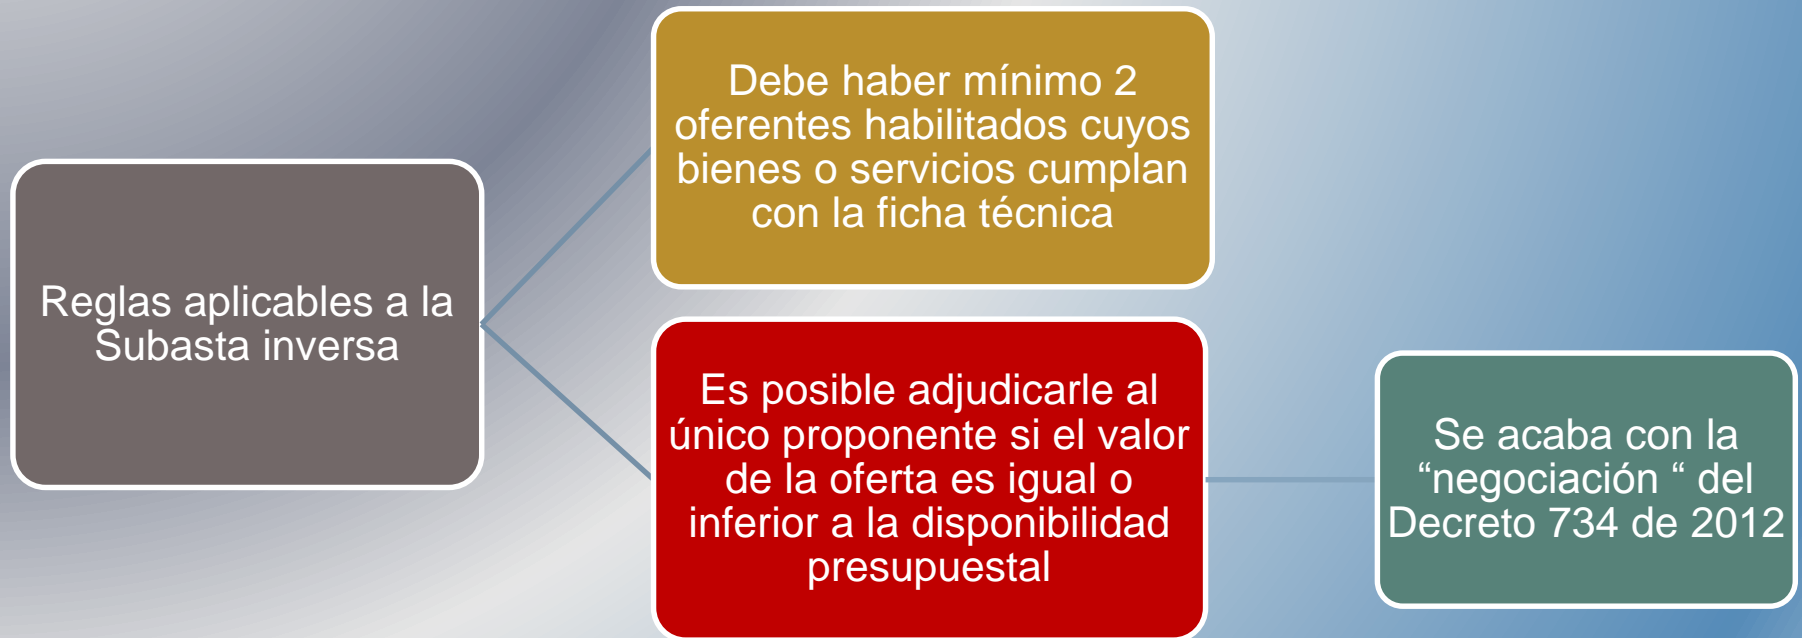 Reglas aplicables a la
Subasta inversa
Debe haber mínimo 2
oferentes habilitados cuyos
bienes o servicios cumplan
con la ficha técnica
Es posible adjudicarle al
único proponente si el valor
de la oferta es igual o
inferior a la disponibilidad
presupuestal
Se acaba con la
“negociación “ del
Decreto 734 de 2012